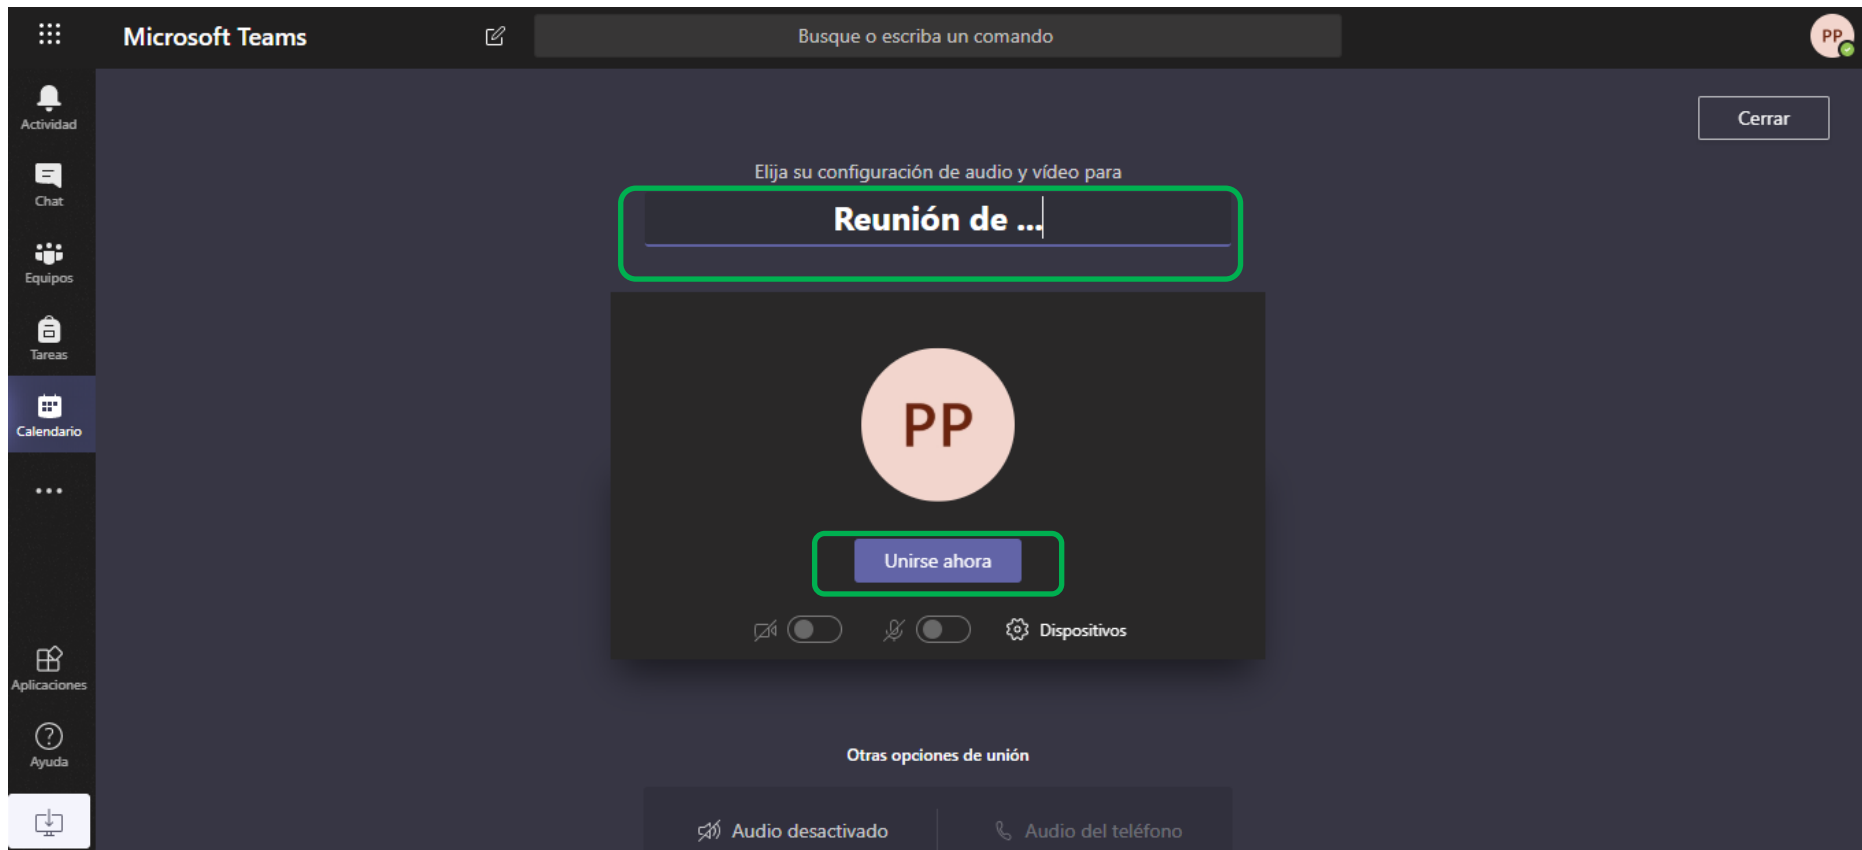 Microsoft Teams
Busque o escriba un comando
PP
Actividad
Chat
Equipos
Tareas
Calendario
Aplicaciones
Ayuda
Cerrar
Elija su configuración de audio y vídeo para
Reunión de ...
PP
Unirse ahora
Dispositivos
Otras opciones de unión
Audio desactivado
Audio del teléfono